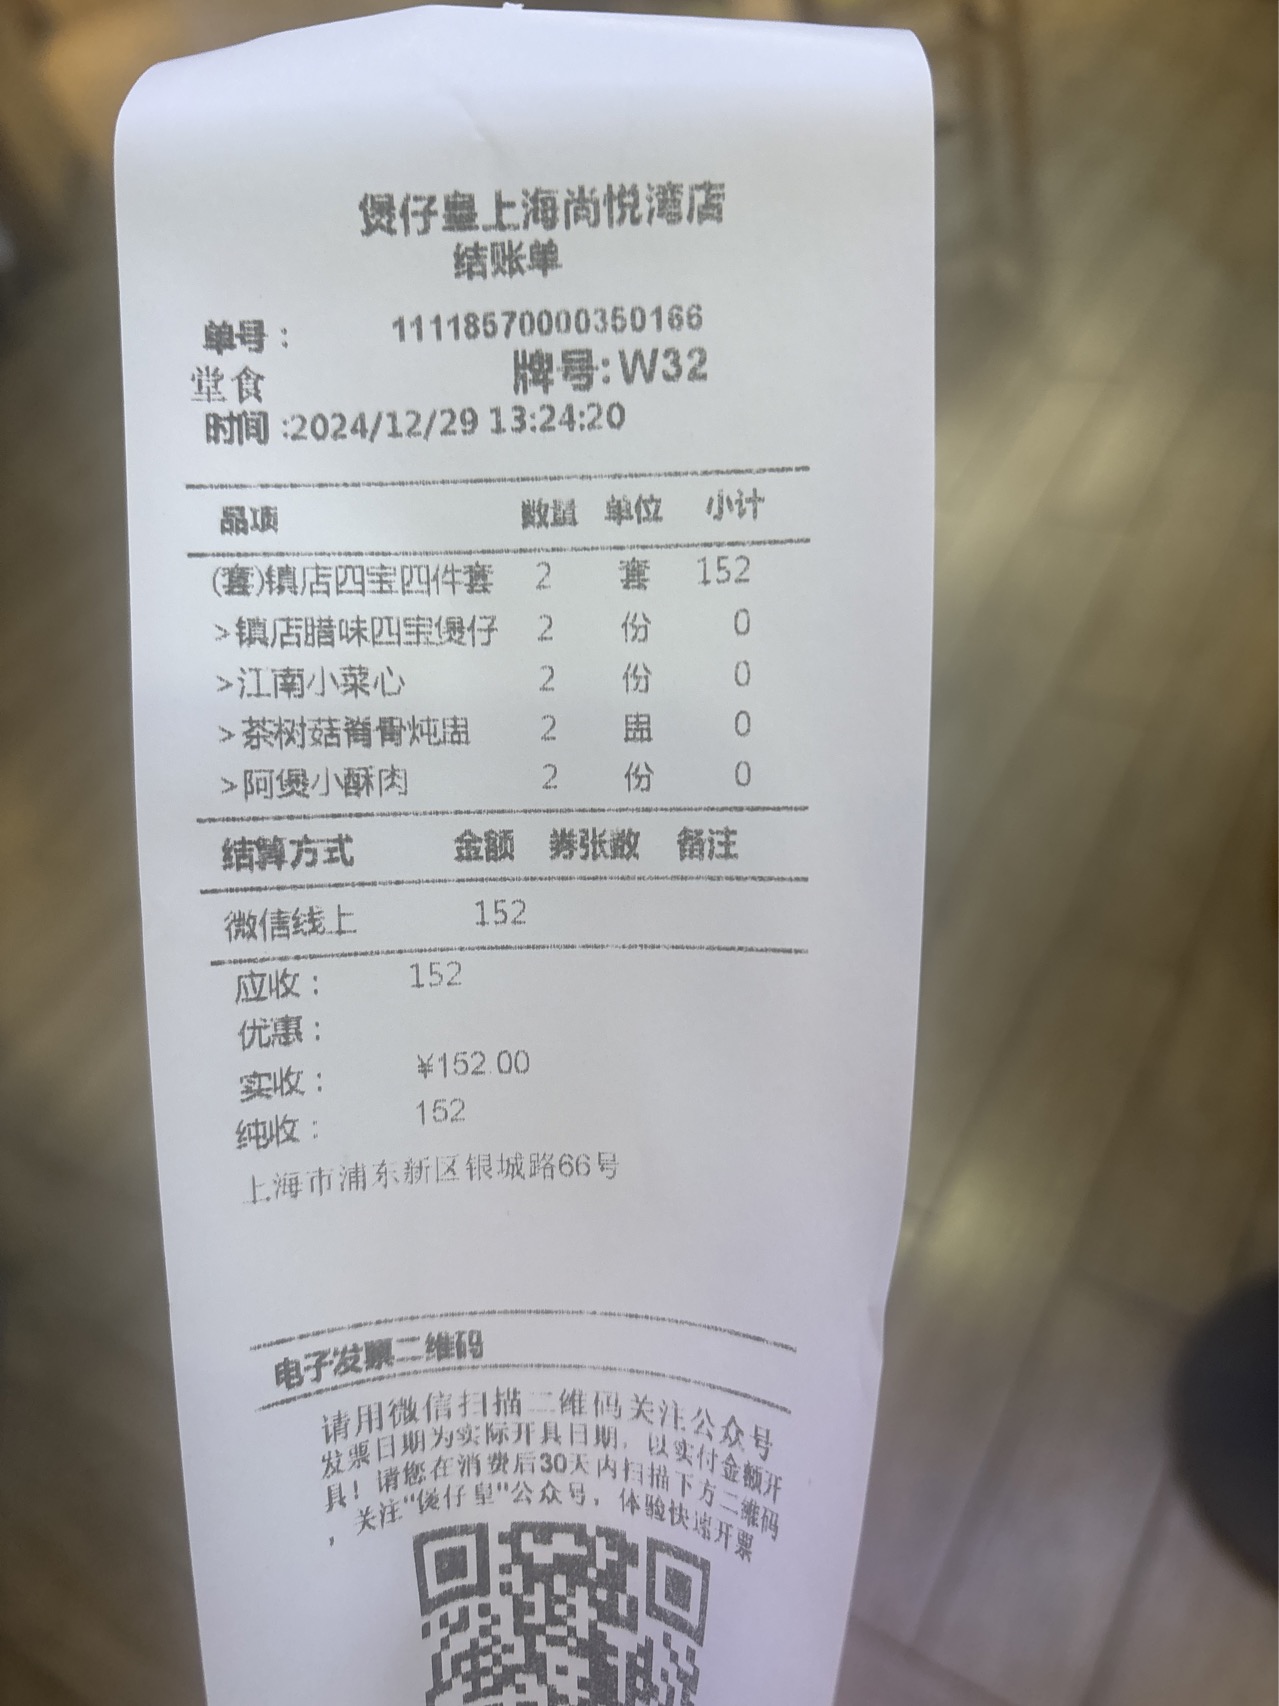 煲仔皇上海尚悦湾店
结账单
单号： 11118570000350166
堂食 牌号:W32
时间:2024/12/29 13:24:20
品项 数量 单位 小计
(套)镇店四宝四件套 2 套 152
>镇店腊味四宝煲仔 2 份 0
>江南小菜心 2 份 0
>茶树菇脊骨炖盅 2 盅 0
>阿煲小酥肉 2 份 0
结算方式 金额 券张数 备注
微信线上 152
应收： 152
优惠：
实收： ¥152.00
纯收： 152
上海市浦东新区银城路66号
电子发票二维码
请用微信扫描二维码关注公众号
发票日期为实际开具日期，以实付金额开
具！请您在消费后30天内扫描下方二维码
，关注"煲仔皇"公众号，体验快速开票